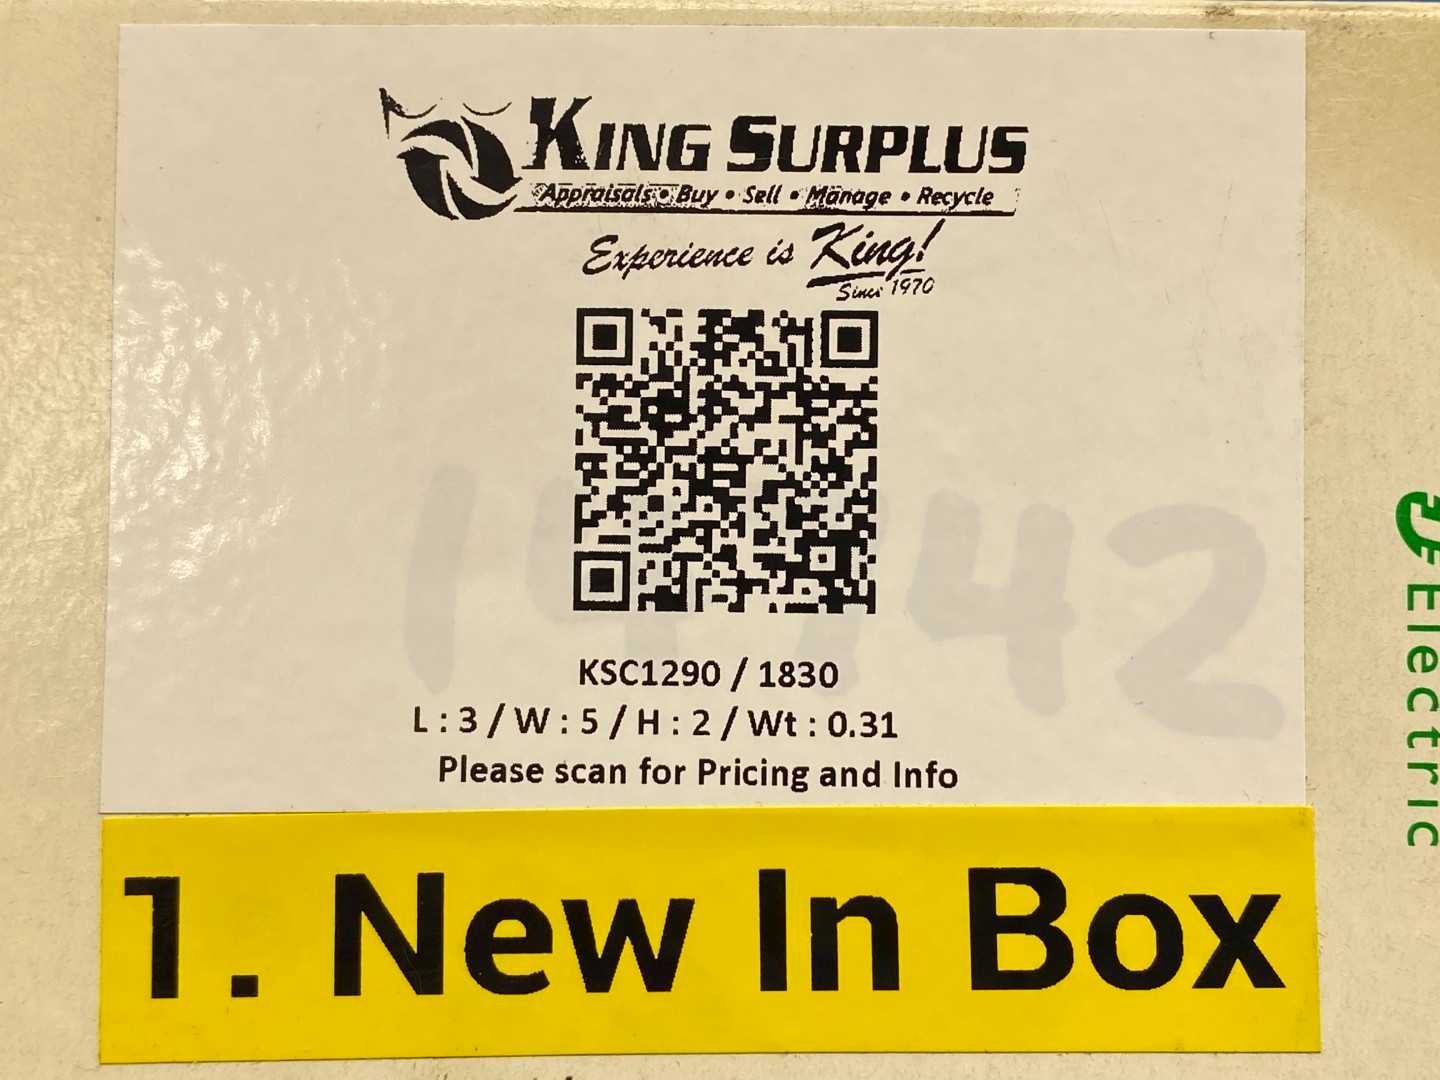 KING SURPLUS
Appraisals • Buy • Sell • Manage • Recycle
Experience is King!
Since 1970
KSC1290 / 1830
L : 3 / W : 5 / H : 2 / Wt : 0.31
Please scan for Pricing and Info
1. New In Box
Electric